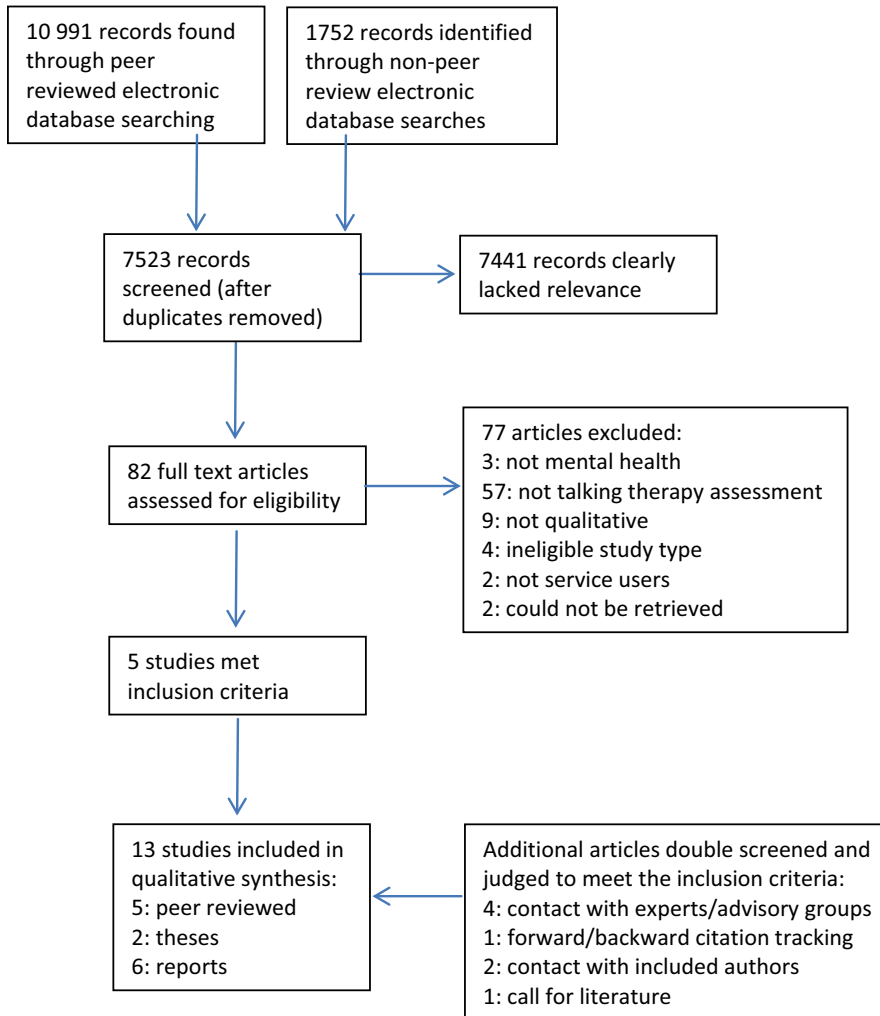 10 991 records found
through peer
reviewed electronic
database searching
1752 records identified
through non-peer
review electronic
database searches
7523 records
screened (after
duplicates removed)
7441 records clearly
lacked relevance
82 full text articles
assessed for eligibility
77 articles excluded:
3: not mental health
57: not talking therapy assessment
9: not qualitative
4: ineligible study type
2: not service users
2: could not be retrieved
5 studies met
inclusion criteria
13 studies included in
qualitative synthesis:
5: peer reviewed
2: theses
6: reports
Additional articles double screened and
judged to meet the inclusion criteria:
4: contact with experts/advisory groups
1: forward/backward citation tracking
2: contact with included authors
1: call for literature